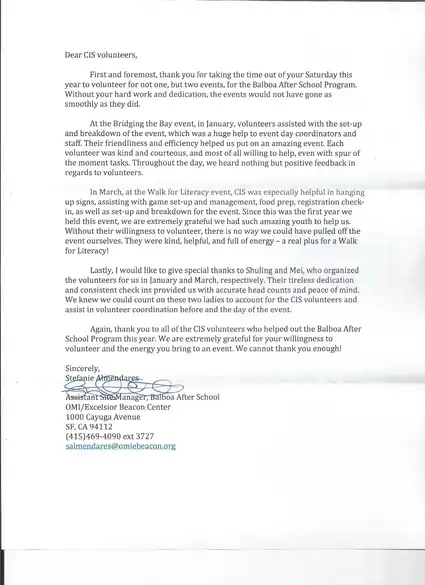 Dear CIS volunteers,
First and foremost, thank you for taking the time out of your Saturday this
year to volunteer for not one, but two events, for the Balboa After School Program.
Without your hard work and dedication, the events would not have gone as
smoothly as they did.
At the Bridging the Bay event, in January, volunteers assisted with the set-up
and breakdown of the event, which was a huge help to event day coordinators and
staff. Their friendliness and efficiency helped us put on an amazing event. Each
volunteer was kind and courteous, and most of all willing to help, even with spur of
the moment tasks. Throughout the day, we heard nothing but positive feedback in
regards to volunteers.
In March, at the Walk for Literacy event, CIS was especially helpful in hanging
up signs, assisting with game set-up and management, food prep, registration check-
in, as well as set-up and breakdown for the event. Since this was the first year we
held this event, we are extremely grateful we had such amazing youth to help us.
Without their willingness to volunteer, there is no way we could have pulled off the
event ourselves. They were kind, helpful, and full of energy – a real plus for a Walk
for Literacy!
Lastly, I would like to give special thanks to Shuling and Mei, who organized
the volunteers for us in January and March, respectively. Their tireless dedication
and consistent check ins provided us with accurate head counts and peace of mind.
We knew we could count on these two ladies to account for the CIS volunteers and
assist in volunteer coordination before and the day of the event.
Again, thank you to all of the CIS volunteers who helped out the Balboa After
School Program this year. We are extremely grateful for your willingness to
volunteer and the energy you bring to an event. We cannot thank you enough!
Sincerely,
Stefanie Almendares
Assistant Site Manager, Balboa After School
OMI/Excelsior Beacon Center
1000 Cayuga Avenue
SF, CA 94112
(415)469-4090 ext 3727
salmendares@omiebeacon.org